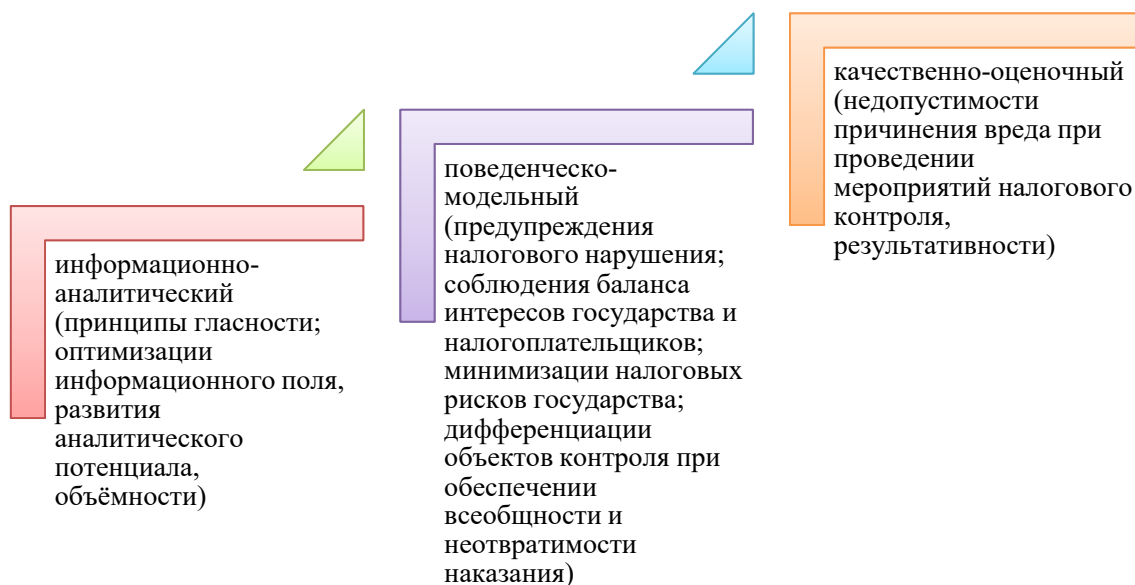 информационно-
аналитический
(принципы гласности;
оптимизации
информационного поля,
развития
аналитического
потенциала,
объёмности)
поведенческо-
модельный
(предупреждения
налогового нарушения;
соблюдения баланса
интересов государства и
налогоплательщиков;
минимизации налоговых
рисков государства;
дифференциации
объектов контроля при
обеспечении
всеобщности и
неотвратимости
наказания)
качественно-оценочный
(недопустимости
причинения вреда при
проведении
мероприятий налогового
контроля,
результативности)